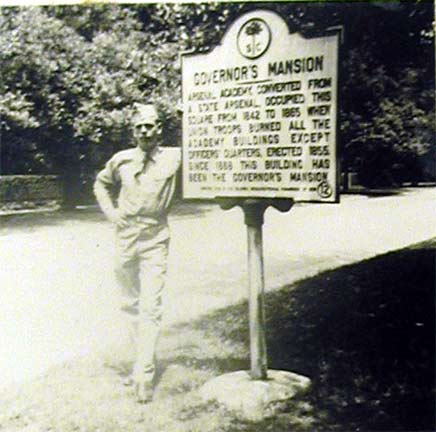 S C
GOVERNOR'S MANSION
ARSENAL ACADEMY, CONVERTED FROM
A STATE ARSENAL, OCCUPIED THIS
SQUARE FROM 1842 TO 1865 WHEN
UNION TROOPS BURNED ALL THE
ACADEMY BUILDINGS EXCEPT
OFFICERS' QUARTERS, ERECTED 1855.
SINCE 1868 THIS BUILDING HAS
BEEN THE GOVERNOR'S MANSION
12